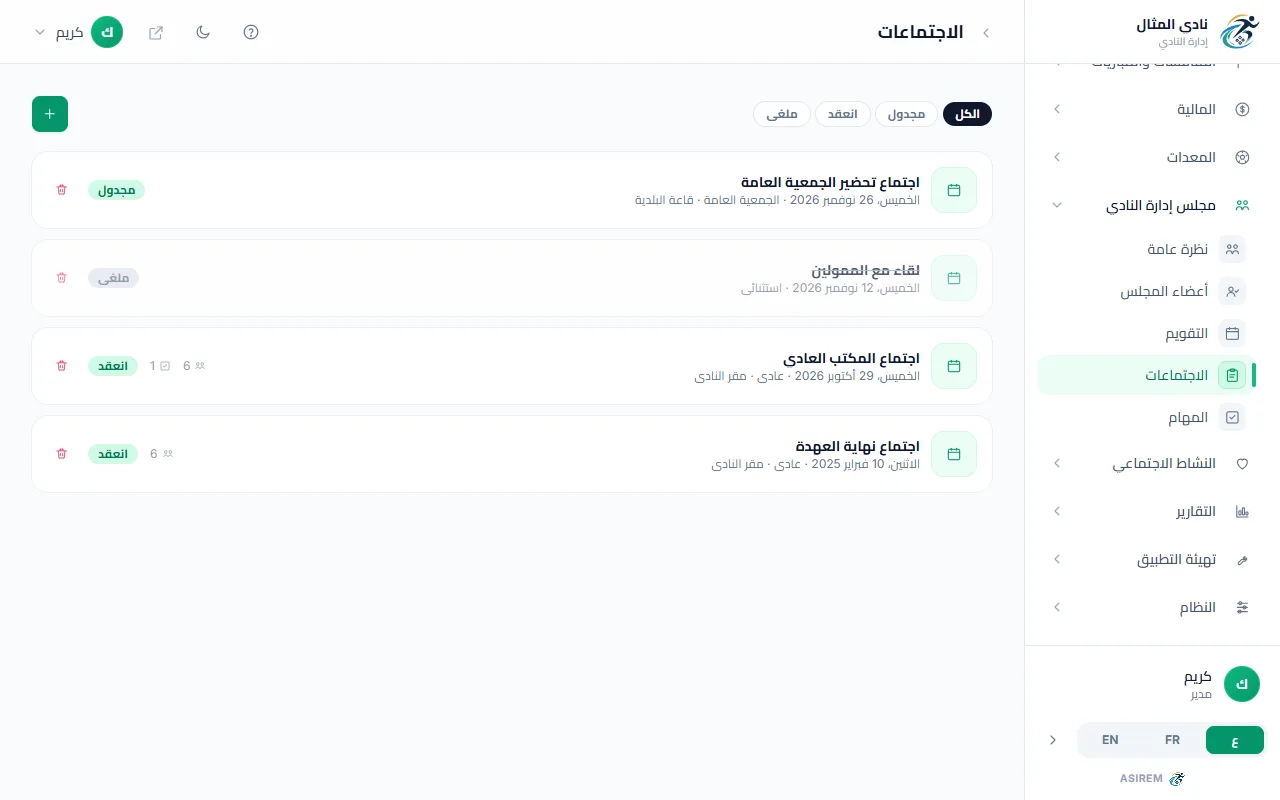 نادي المثال
إدارة النادي
المنافسات والمباريات
المالية
المعدات
مجلس إدارة النادي
نظرة عامة
أعضاء المجلس
التقويم
الاجتماعات
المهام
النشاط الاجتماعي
التقارير
تهيئة التطبيق
النظام
كريم
مدير
ك
ع FR EN
ASIREM
الاجتماعات
ك كريم
الكل مجدول انعقد ملغى
+
اجتماع تحضير الجمعية العامة
الخميس، 26 نوفمبر 2026 · الجمعية العامة · قاعة البلدية
مجدول
لقاء مع الممولين
الخميس، 12 نوفمبر 2026 · استثنائي
ملغى
اجتماع المكتب العادي
الخميس، 29 أكتوبر 2026 · عادي · مقر النادي
6 1 انعقد
اجتماع نهاية العهدة
الاثنين، 10 فبراير 2025 · عادي · مقر النادي
6 انعقد